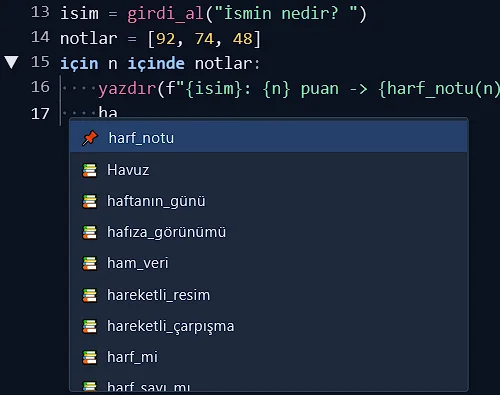 13 isim = girdi_al("İsmin nedir? ")
14 notlar = [92, 74, 48]
15 için n içinde notlar:
16 ····yazdır(f"{isim}: {n} puan -> {harf_notu(n)
17 ····ha
harf_notu
Havuz
haftanın_günü
hafıza_görünümü
ham_veri
hareketli_resim
hareketli_çarpışma
harf_mi
harf_sayı_mı